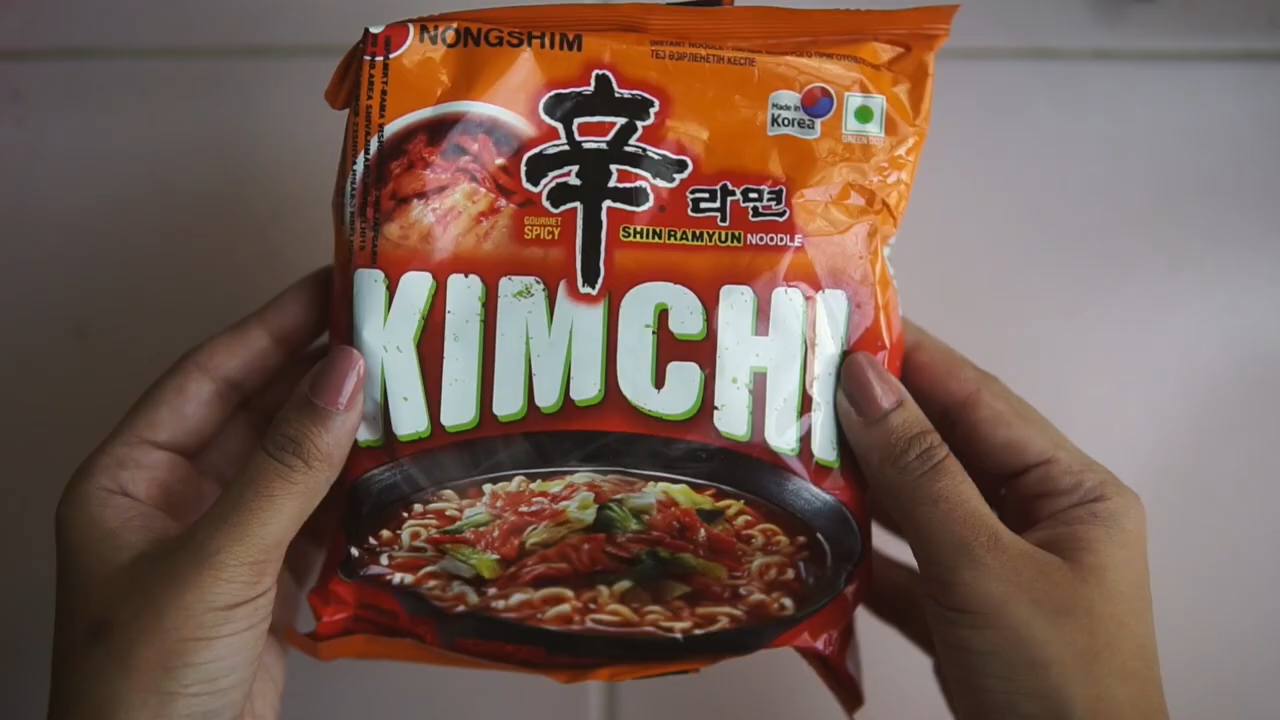 NONGSHIM
INSTANT NOODLE
ТЕЗ ӘЗІРЛЕНЕТІН КЕСПЕ
Made in
Korea
GREEN DOT
辛
라면
GOURMET
SPICY
SHIN RAMYUN NOODLE
KIMCHI